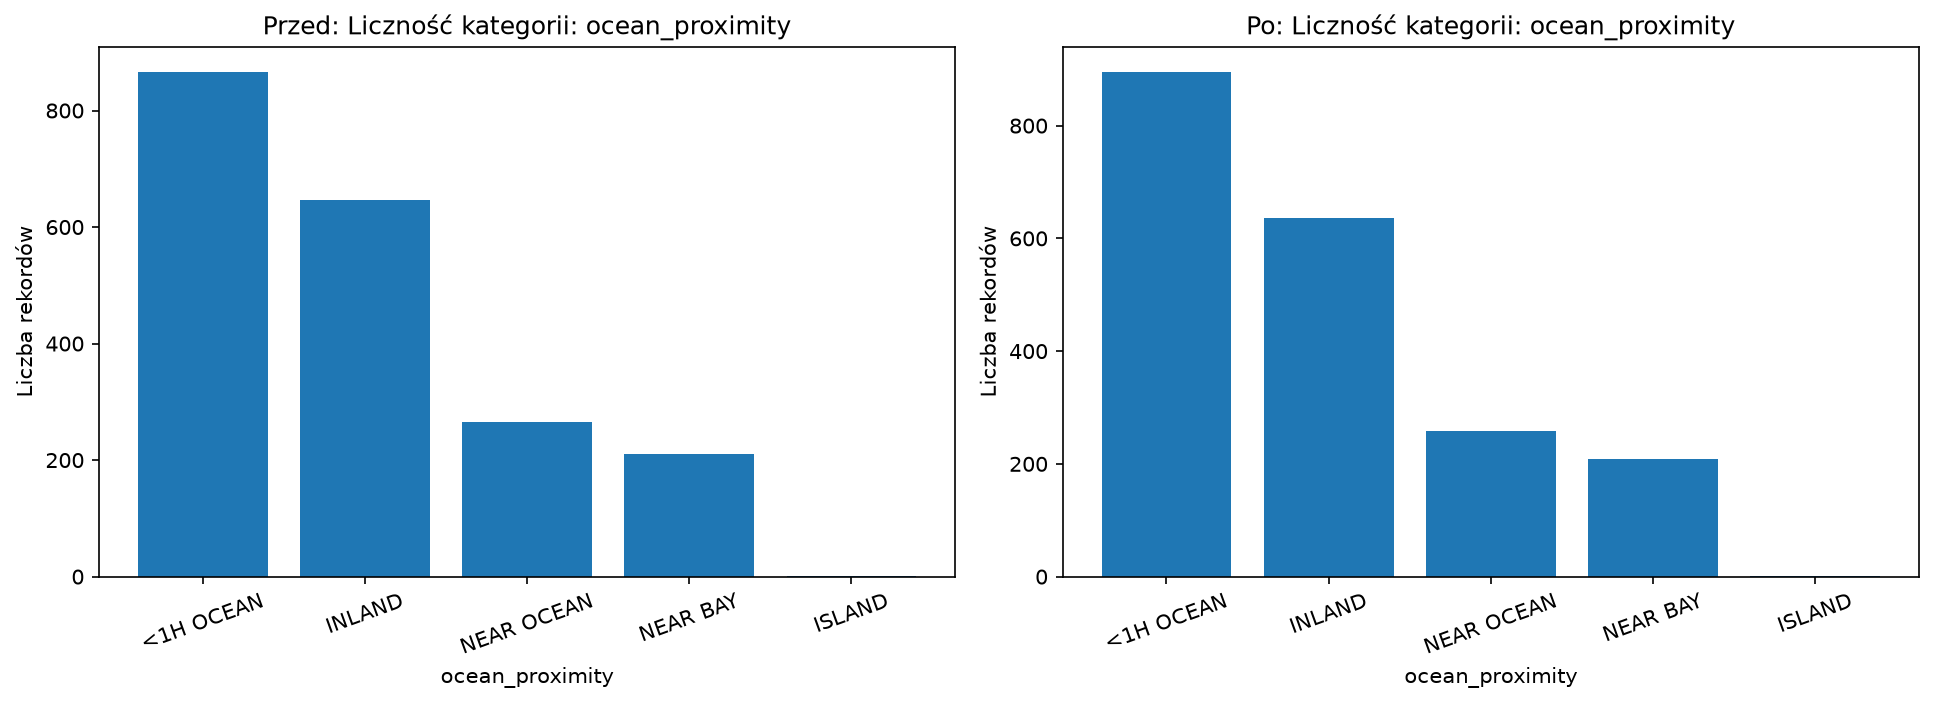 Przed: Liczność kategorii: ocean_proximity
Liczba rekordów
800
600
400
200
0
<1H OCEAN
INLAND
NEAR OCEAN
NEAR BAY
ISLAND
ocean_proximity
Po: Liczność kategorii: ocean_proximity
Liczba rekordów
800
600
400
200
0
<1H OCEAN
INLAND
NEAR OCEAN
NEAR BAY
ISLAND
ocean_proximity